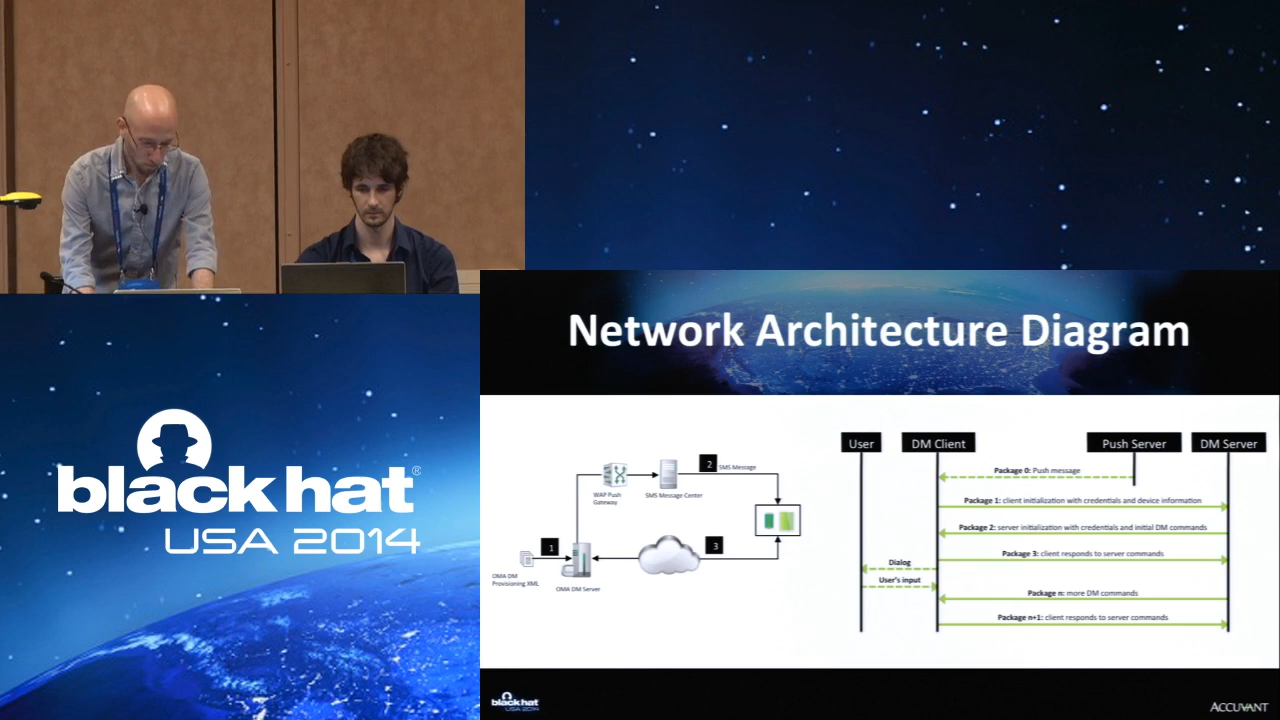 black hat®
USA 2014
Network Architecture Diagram
OMA DM
Provisioning XML
1
OMA DM Server
WAP Push
Gateway
SMS Message Center
2
SMS Message
3
User
DM Client
Push Server
DM Server
Package 0: Push message
Package 1: client initialization with credentials and device information
Package 2: server initialization with credentials and initial DM commands
Package 3: client responds to server commands
Dialog
User's input
Package n: more DM commands
Package n+1: client responds to server commands
black hat
USA 2014
ACCUVANT